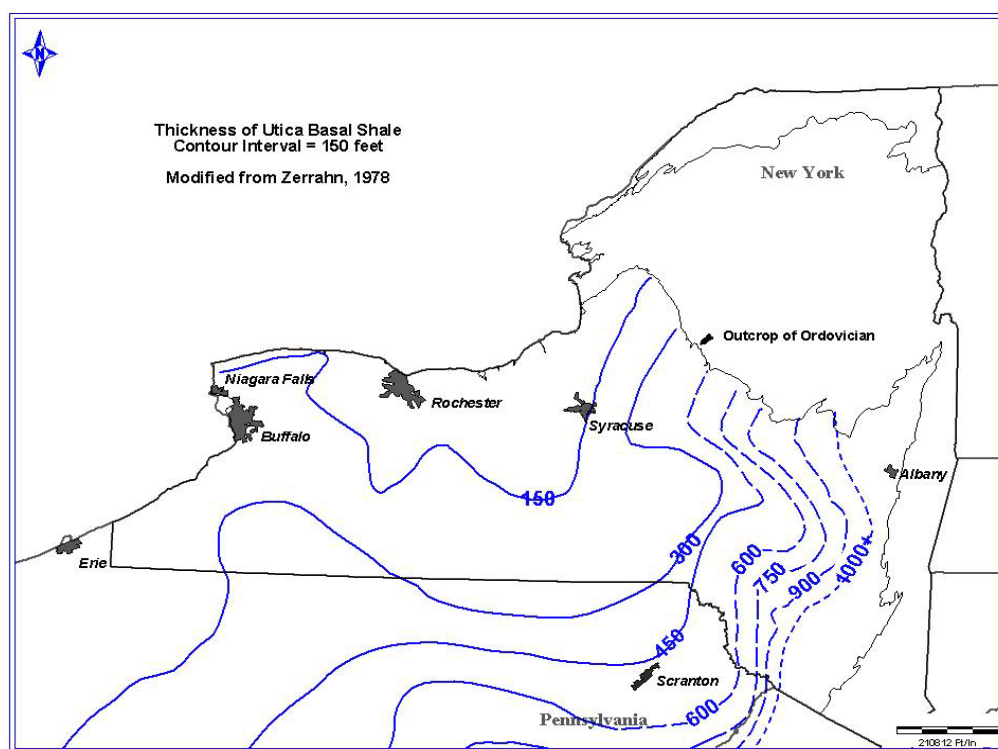 N
Thickness of Utica Basal Shale
Contour Interval = 150 feet
Modified from Zerrahn, 1978
New York
Outcrop of Ordovician
Niagara Falls
Rochester
Buffalo
Syracuse
Albany
150
Erie
300
600
750
900
1000+
450
Scranton
600
Pennsylvania
210812 Ft/In